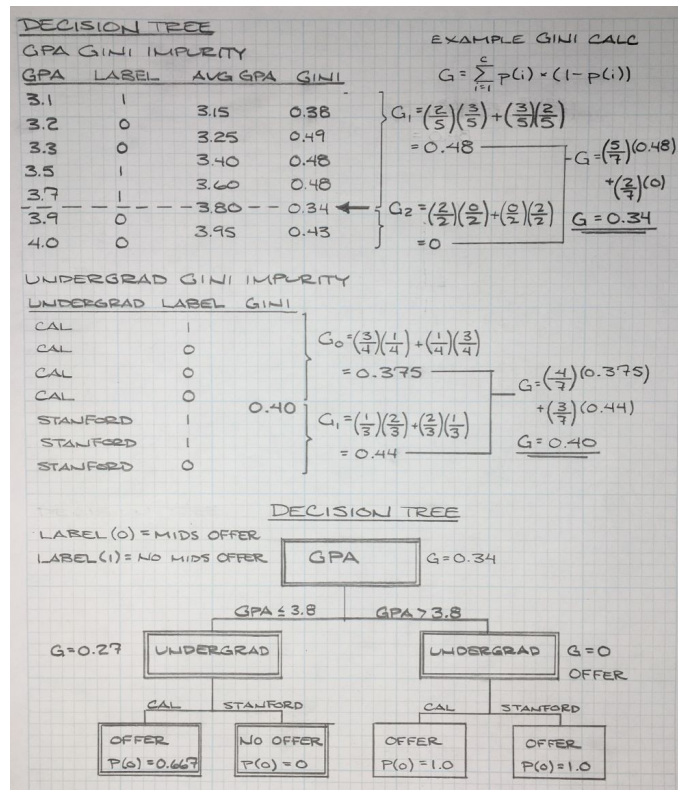 DECISION TREE
GPA GINI IMPURITY
EXAMPLE GINI CALC
GPA LABEL AVG GPA GINI
G = Σ p(i) * (1-p(i))
c
i=1
3.1 1
3.15 0.38
3.2 0
3.25 0.49
3.3 0
3.40 0.48
3.5 1
3.60 0.48
3.7 1
3.80 0.34
3.9 0
3.95 0.43
4.0 0
G₁ = (2/5)(3/5) + (3/5)(2/5)
= 0.48
G₂ = (2/2)(0/2) + (0/2)(2/2)
= 0
G = (5/7)(0.48)
+ (2/7)(0)
G = 0.34
UNDERGRAD GINI IMPURITY
UNDERGRAD LABEL GINI
CAL 1
CAL 0
CAL 0
CAL 0
0.40
STANFORD 1
STANFORD 1
STANFORD 0
G₀ = (3/4)(1/4) + (1/4)(3/4)
= 0.375
G₁ = (1/3)(2/3) + (2/3)(1/3)
= 0.44
G = (4/7)(0.375)
+ (3/7)(0.44)
G = 0.40
DECISION TREE
LABEL (0) = MIDS OFFER
LABEL (1) = NO MIDS OFFER
GPA G = 0.34
GPA ≤ 3.8 GPA > 3.8
G = 0.27 UNDERGRAD UNDERGRAD G = 0
OFFER
CAL STANFORD CAL STANFORD
OFFER NO OFFER OFFER OFFER
P(0) = 0.667 P(0) = 0 P(0) = 1.0 P(0) = 1.0